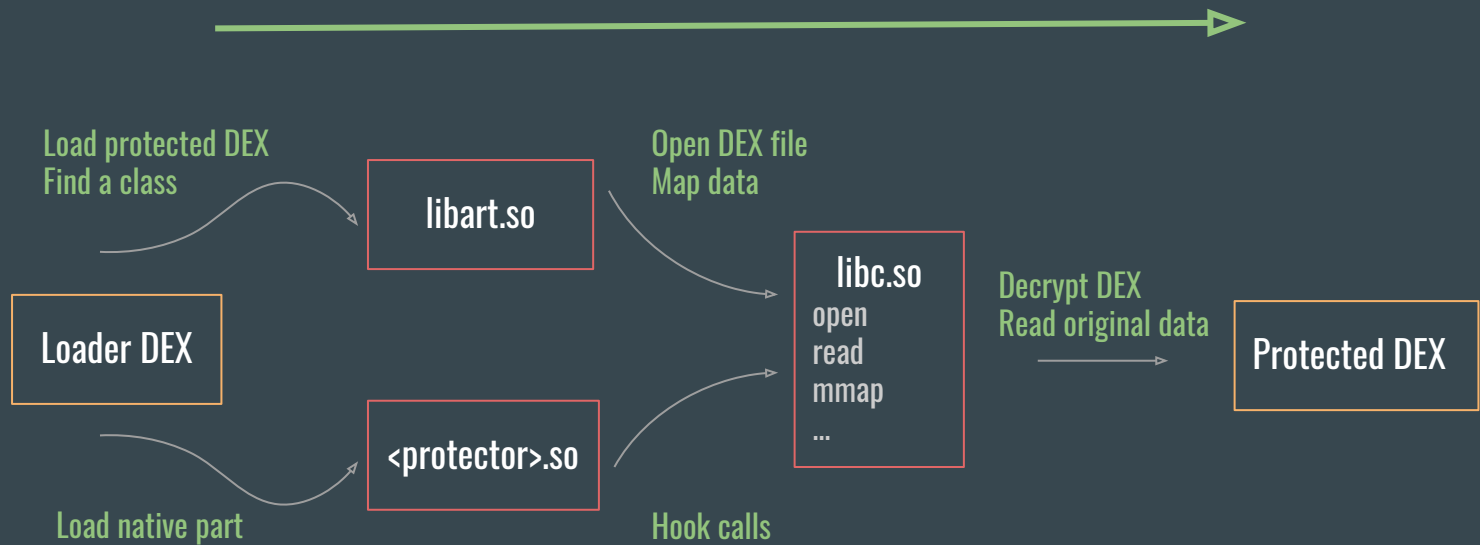 Load protected DEX
Find a class
libart.so
Open DEX file
Map data
Loader DEX
<protector>.so
Load native part
Hook calls
libc.so
open
read
mmap
...
Decrypt DEX
Read original data
Protected DEX